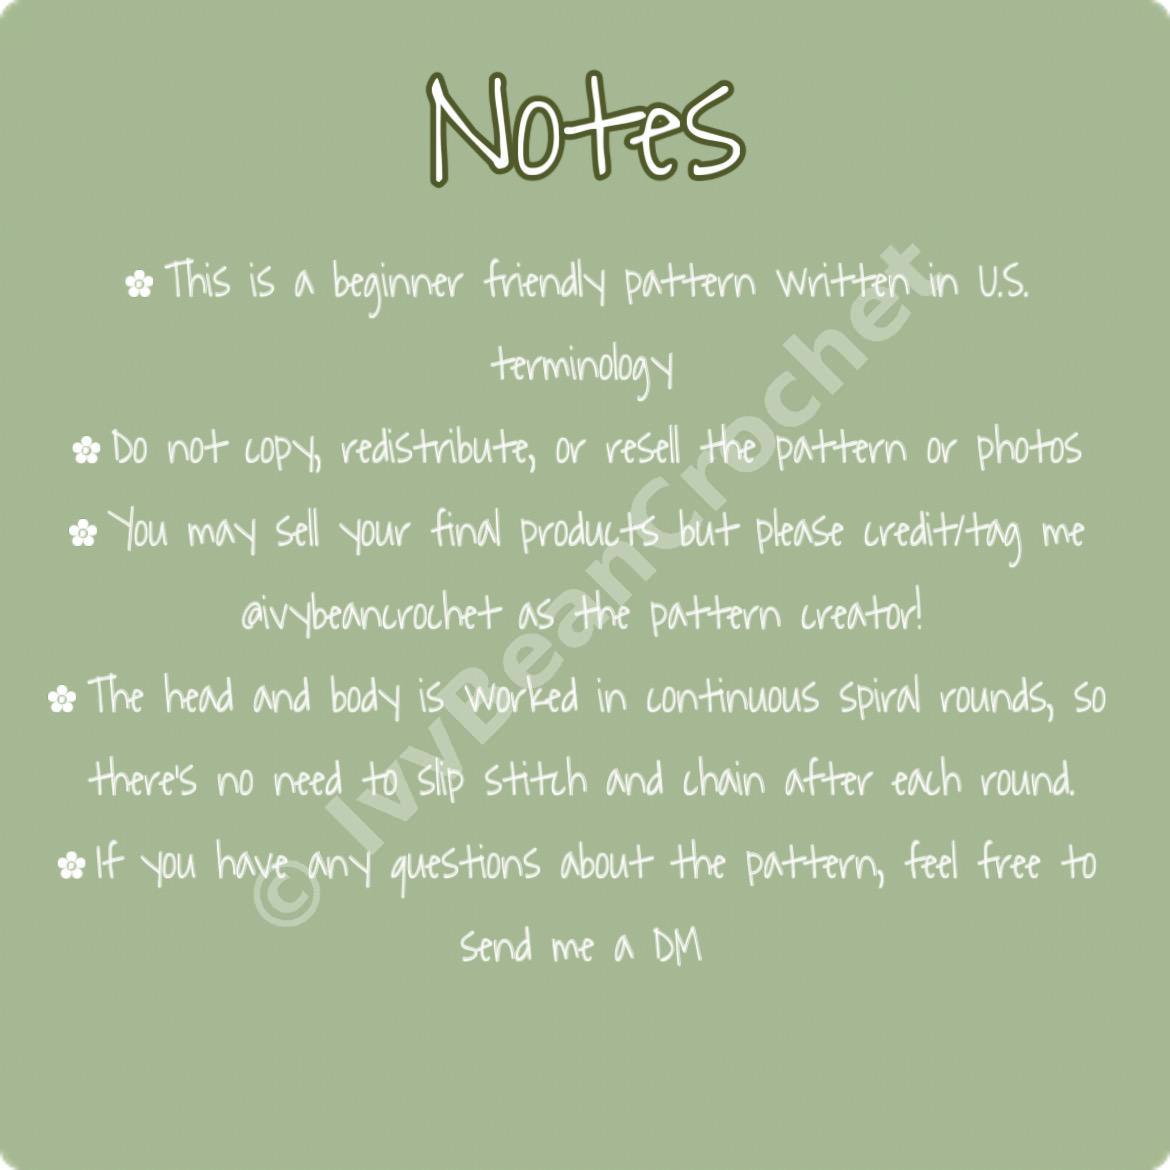 Notes
This is a beginner friendly pattern written in U.S.
terminology
Do not copy, redistribute, or resell the pattern or photos
You may sell your final products but please credit/tag me
@ivybeancrochet as the pattern creator!
The head and body is worked in continuous spiral rounds, so
there's no need to slip stitch and chain after each round.
If you have any questions about the pattern, feel free to
send me a DM
© IvyBeanCrochet